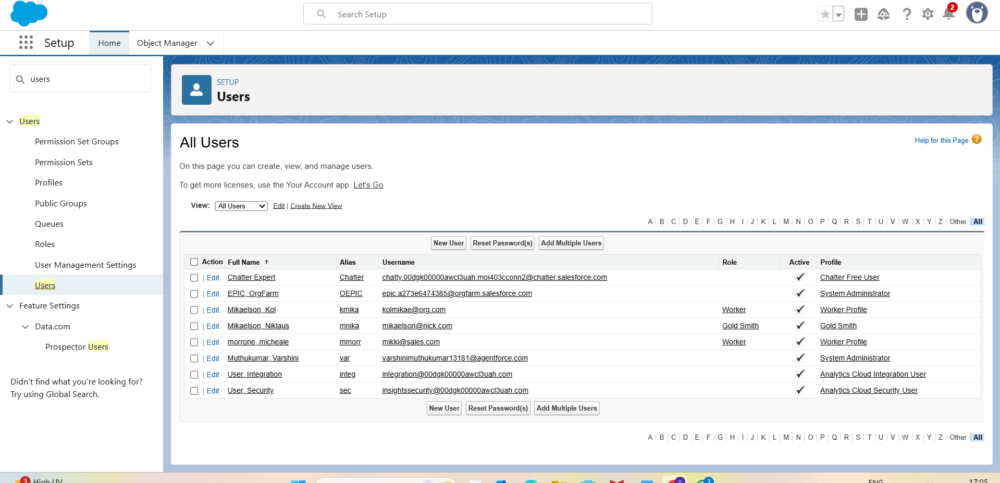 Search Setup
2
Setup
Home
Object Manager
users
SETUP
Users
Users
Permission Set Groups
Permission Sets
Profiles
Public Groups
Queues
Roles
User Management Settings
Users
Feature Settings
Data.com
Prospector Users
Didn't find what you're looking for?
Try using Global Search.
All Users
Help for this Page ?
On this page you can create, view, and manage users.
To get more licenses, use the Your Account app. Let's Go
View: All Users Edit | Create New View
A B C D E F G H I J K L M N O P Q R S T U V W X Y Z Other All
New User Reset Password(s) Add Multiple Users
Action Full Name ↑ Alias Username Role Active Profile
| Edit Chatter Expert Chatter chatty.00dgk00000awcl3uah.moi403cconn2@chatter.salesforce.com Chatter Free User
| Edit EPIC, OrgFarm OEPIC epic.a273e6474385@orgfarm.salesforce.com System Administrator
| Edit Mikaelson, Kol kmika kolmikae@org.com Worker Worker Profile
| Edit Mikaelson, Niklaus mnika mikaelson@nick.com Gold Smith Gold Smith
| Edit morrone, micheale mmorr mikki@sales.com Worker Worker Profile
| Edit Muthukumar, Varshini var varshinimuthukumar13181@agentforce.com System Administrator
| Edit User, Integration integ integration@00dgk00000awcl3uah.com Analytics Cloud Integration User
| Edit User, Security sec insightssecurity@00dgk00000awcl3uah.com Analytics Cloud Security User
New User Reset Password(s) Add Multiple Users
A B C D E F G H I J K L M N O P Q R S T U V W X Y Z Other All
3 High UV
V 2
ENG 17:05